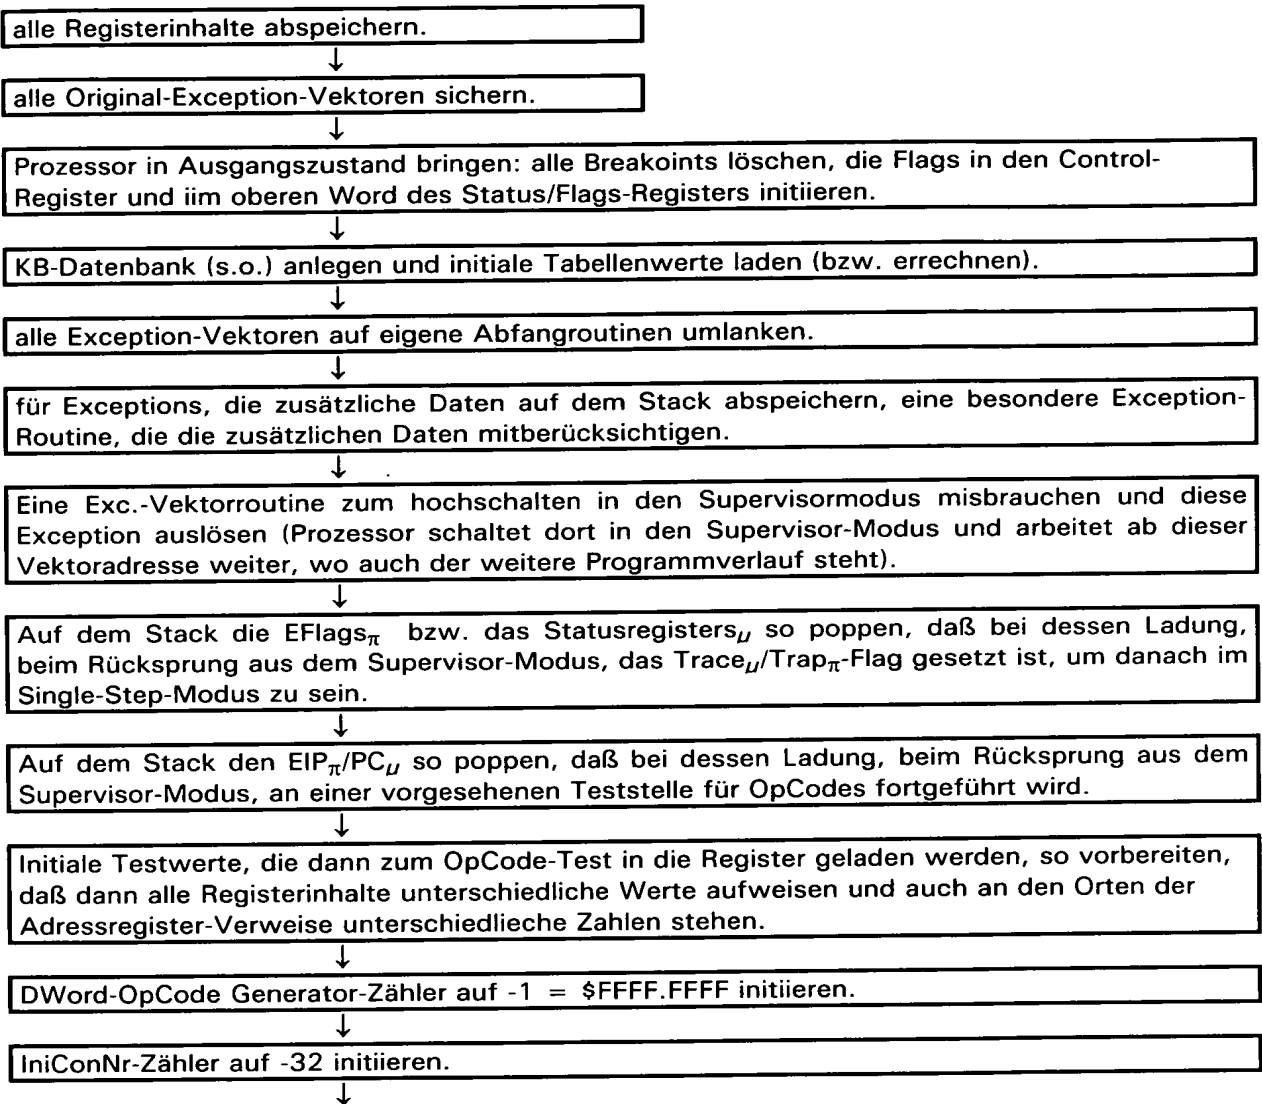 alle Registerinhalte abspeichern.
↓
alle Original-Exception-Vektoren sichern.
↓
Prozessor in Ausgangszustand bringen: alle Breakoints löschen, die Flags in den Control-
Register und iim oberen Word des Status/Flags-Registers initiieren.
↓
KB-Datenbank (s.o.) anlegen und initiale Tabellenwerte laden (bzw. errechnen).
↓
alle Exception-Vektoren auf eigene Abfangroutinen umlanken.
↓
für Exceptions, die zusätzliche Daten auf dem Stack abspeichern, eine besondere Exception-
Routine, die die zusätzlichen Daten mitberücksichtigen.
↓
Eine Exc.-Vektorroutine zum hochschalten in den Supervisormodus misbrauchen und diese
Exception auslösen (Prozessor schaltet dort in den Supervisor-Modus und arbeitet ab dieser
Vektoradresse weiter, wo auch der weitere Programmverlauf steht).
↓
Auf dem Stack die EFlagsπ bzw. das Statusregistersμ so poppen, daß bei dessen Ladung,
beim Rücksprung aus dem Supervisor-Modus, das Traceμ/Trapπ-Flag gesetzt ist, um danach im
Single-Step-Modus zu sein.
↓
Auf dem Stack den EIPπ/PCμ so poppen, daß bei dessen Ladung, beim Rücksprung aus dem
Supervisor-Modus, an einer vorgesehenen Teststelle für OpCodes fortgeführt wird.
↓
Initiale Testwerte, die dann zum OpCode-Test in die Register geladen werden, so vorbereiten,
daß dann alle Registerinhalte unterschiedliche Werte aufweisen und auch an den Orten der
Adressregister-Verweise unterschiedlieche Zahlen stehen.
↓
DWord-OpCode Generator-Zähler auf -1 = $FFFF.FFFF initiieren.
↓
IniConNr-Zähler auf -32 initiieren.
↓